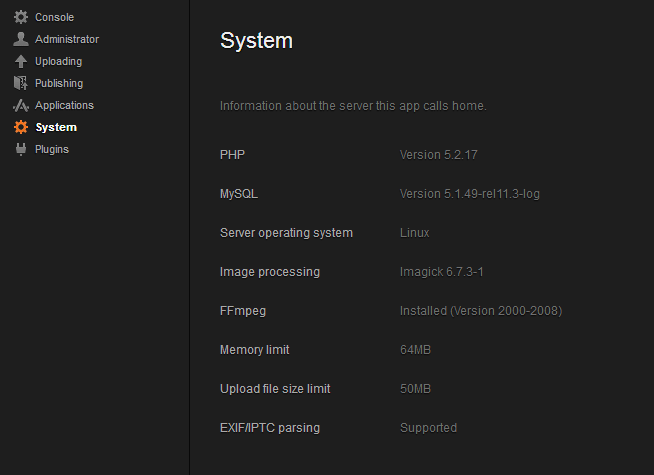 Console
Administrator
Uploading
Publishing
Applications
System
Plugins
System
Information about the server this app calls home.
PHP Version 5.2.17
MySQL Version 5.1.49-rel11.3-log
Server operating system Linux
Image processing Imagick 6.7.3-1
FFmpeg Installed (Version 2000-2008)
Memory limit 64MB
Upload file size limit 50MB
EXIF/IPTC parsing Supported